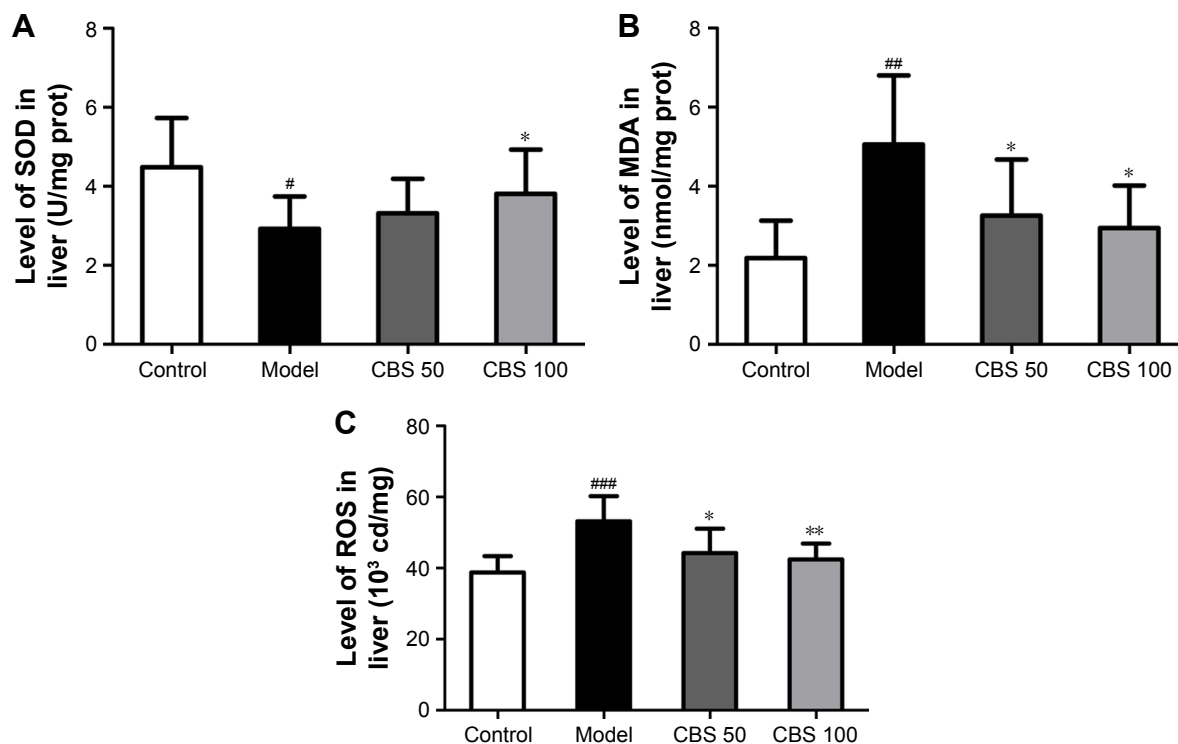 A
Level of SOD in
liver (U/mg prot)
8
6
4
2
0
#
*
Control Model CBS 50 CBS 100
B
Level of MDA in
liver (nmol/mg prot)
8
6
4
2
0
##
*
*
Control Model CBS 50 CBS 100
C
Level of ROS in
liver (10³ cd/mg)
80
60
40
20
0
###
*
**
Control Model CBS 50 CBS 100